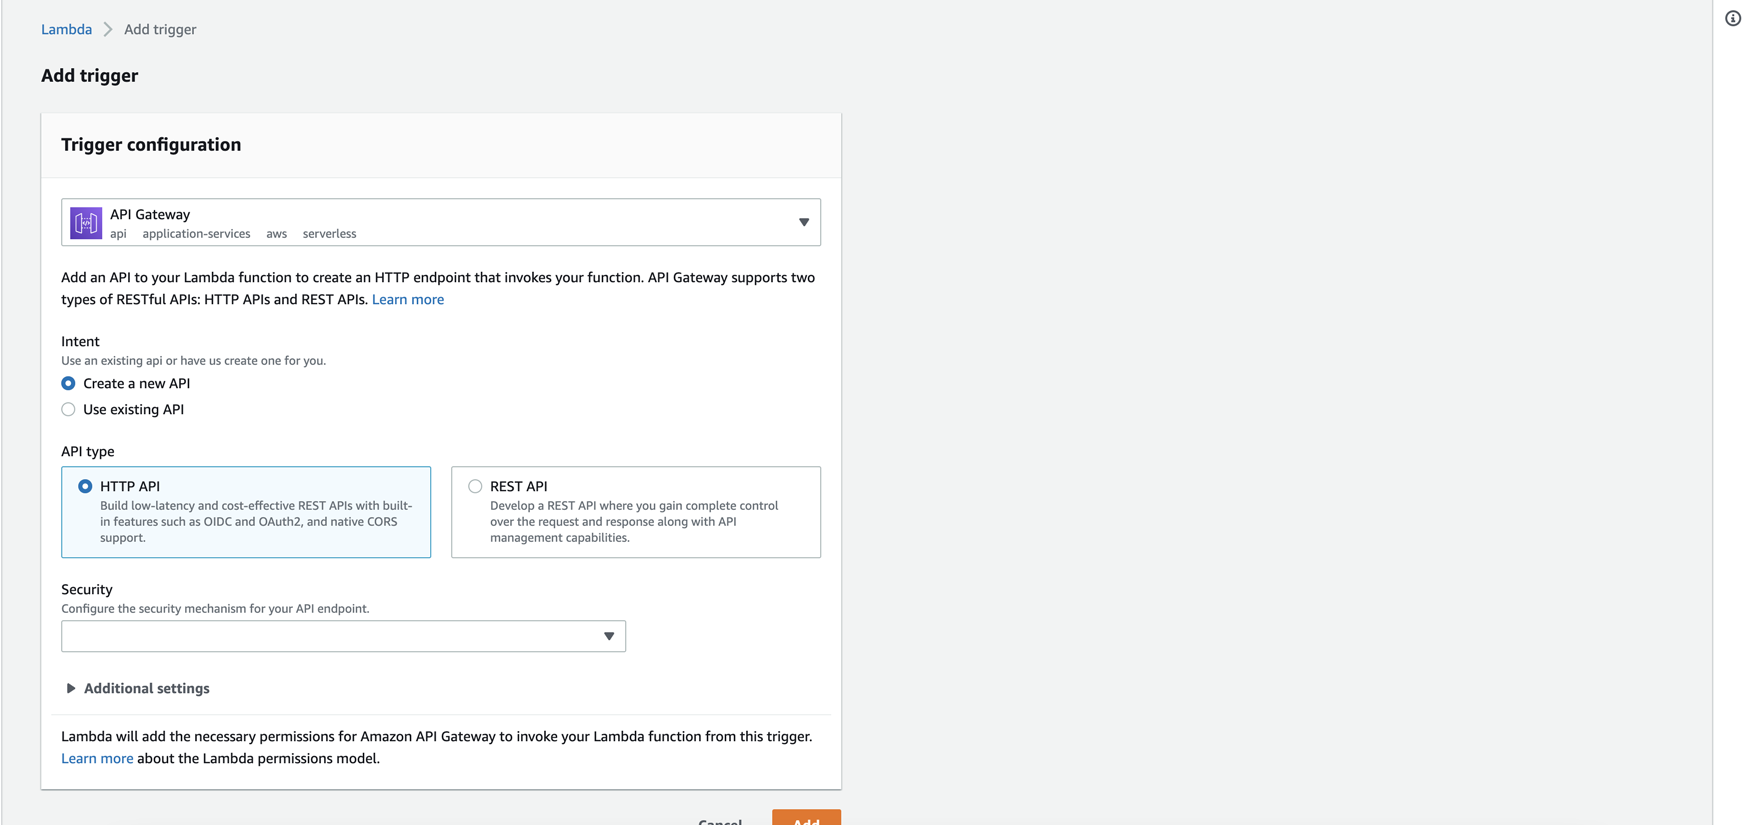 Lambda > Add trigger
Add trigger
Trigger configuration
API Gateway
api application-services aws serverless
Add an API to your Lambda function to create an HTTP endpoint that invokes your function. API Gateway supports two
types of RESTful APIs: HTTP APIs and REST APIs. Learn more
Intent
Use an existing api or have us create one for you.
Create a new API
Use existing API
API type
HTTP API
Build low-latency and cost-effective REST APIs with built-
in features such as OIDC and OAuth2, and native CORS
support.
REST API
Develop a REST API where you gain complete control
over the request and response along with API
management capabilities.
Security
Configure the security mechanism for your API endpoint.
Additional settings
Lambda will add the necessary permissions for Amazon API Gateway to invoke your Lambda function from this trigger.
Learn more about the Lambda permissions model.
Cancel Add